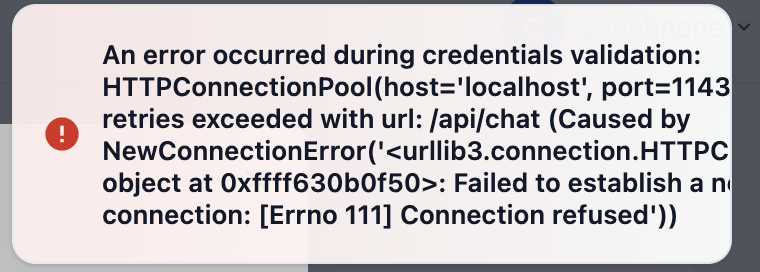 An error occurred during credentials validation:
HTTPConnectionPool(host='localhost', port=1143
retries exceeded with url: /api/chat (Caused by
NewConnectionError('<urllib3.connection.HTTPC
object at 0xffff630b0f50>: Failed to establish a n
connection: [Errno 111] Connection refused'))